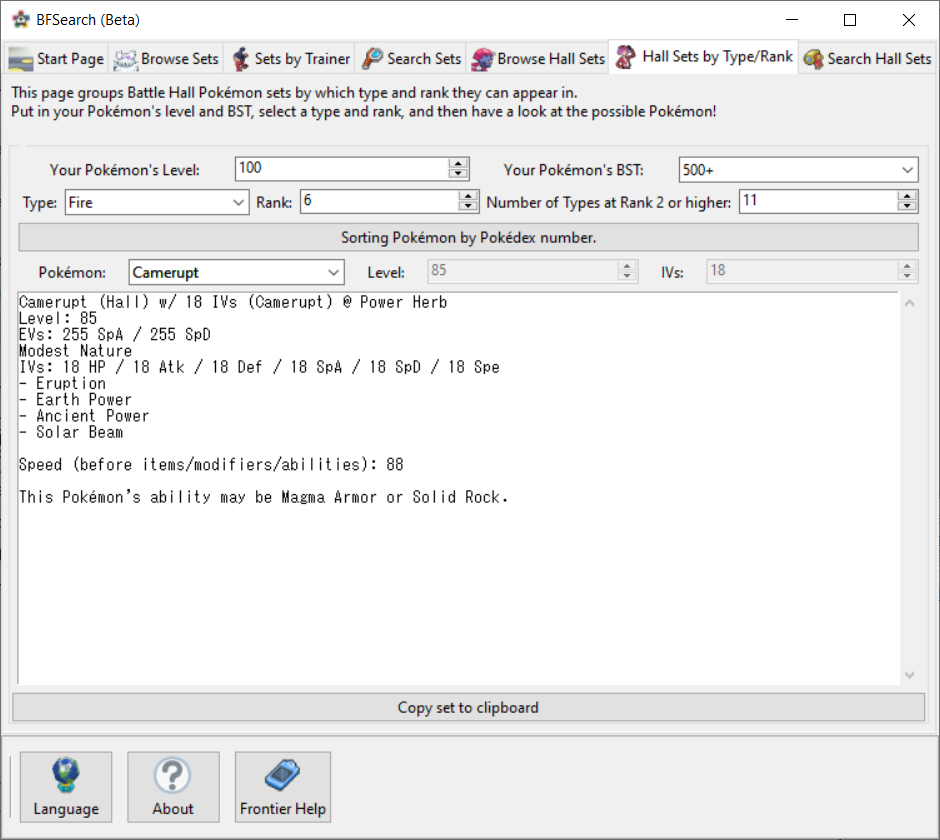 BFSearch (Beta)
Start Page
Browse Sets
Sets by Trainer
Search Sets
Browse Hall Sets
Hall Sets by Type/Rank
Search Hall Sets
This page groups Battle Hall Pokémon sets by which type and rank they can appear in.
Put in your Pokémon's level and BST, select a type and rank, and then have a look at the possible Pokémon!
Your Pokémon's Level: 100 Your Pokémon's BST: 500+
Type: Fire Rank: 6 Number of Types at Rank 2 or higher: 11
Sorting Pokémon by Pokédex number.
Pokémon: Camerupt Level: 85 IVs: 18
Camerupt (Hall) w/ 18 IVs (Camerupt) @ Power Herb
Level: 85
EVs: 255 SpA / 255 SpD
Modest Nature
IVs: 18 HP / 18 Atk / 18 Def / 18 SpA / 18 SpD / 18 Spe
- Eruption
- Earth Power
- Ancient Power
- Solar Beam
Speed (before items/modifiers/abilities): 88
This Pokémon's ability may be Magma Armor or Solid Rock.
Copy set to clipboard
Language
About
Frontier Help